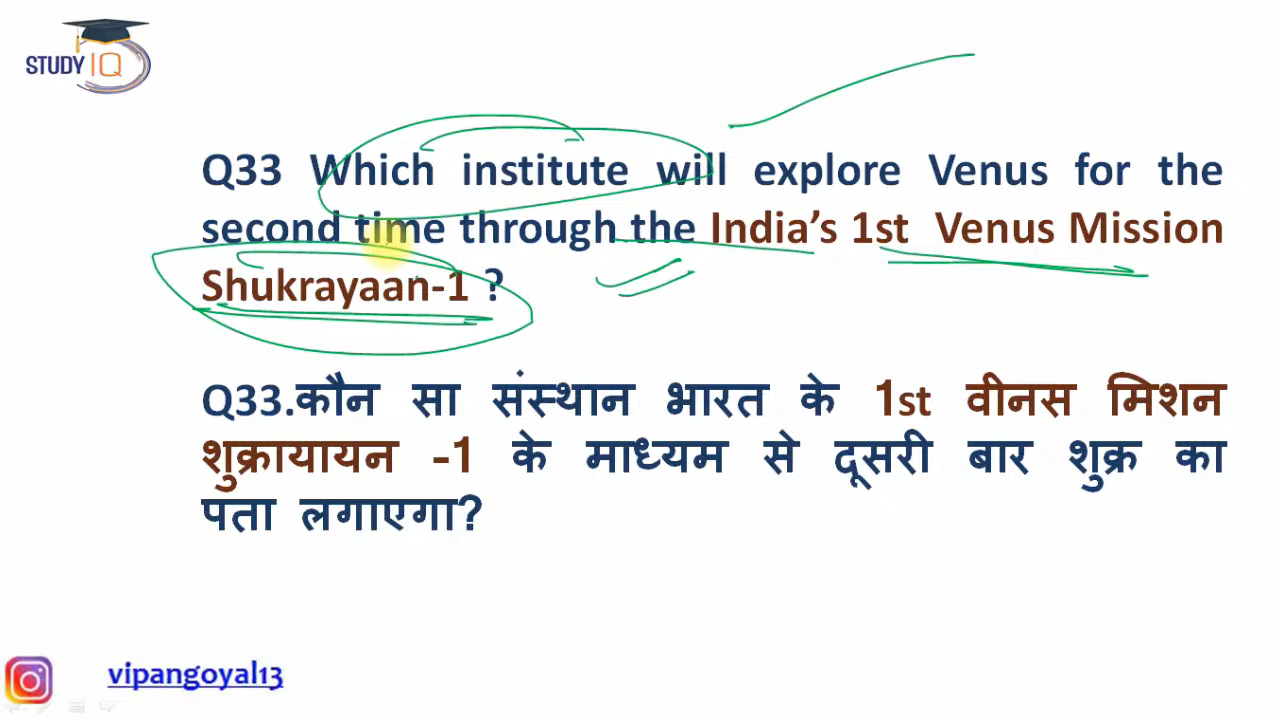 STUDY IQ
Q33 Which institute will explore Venus for the
second time through the India's 1st Venus Mission
Shukrayaan-1 ?
Q33.कौन सा संस्थान भारत के 1st वीनस मिशन
शुक्रायायन -1 के माध्यम से दूसरी बार शुक्र का
पता लगाएगा?
vipangoyal13